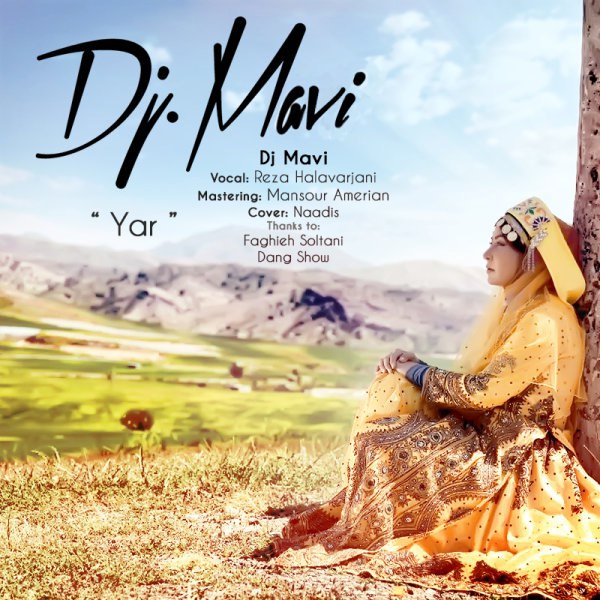 Dj. Mavi
Dj Mavi
Vocal: Reza Halavarjani
Mastering: Mansour Amerian
Cover: Naadis
Thanks to:
Faghieh Soltani
Dang Show
“ Yar ”